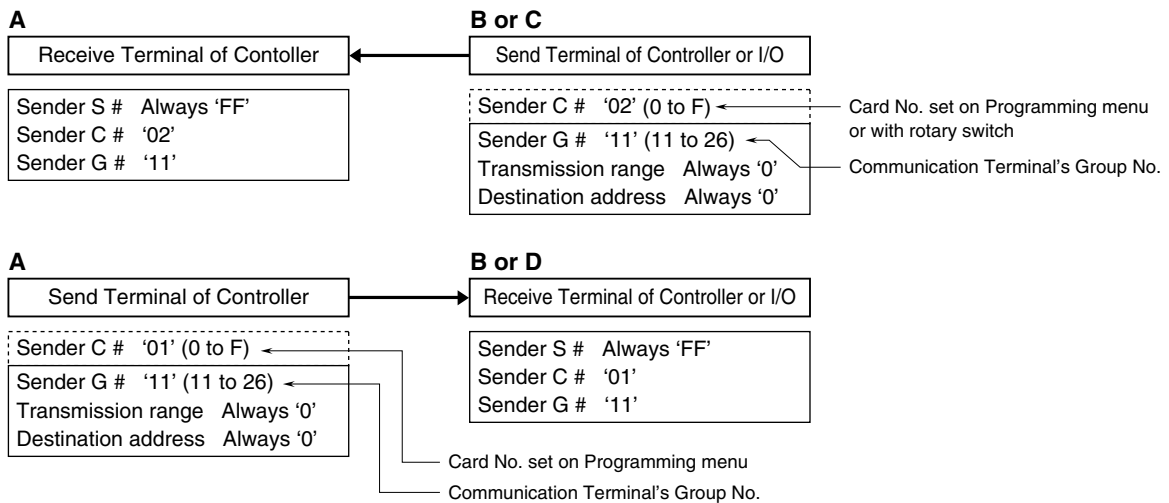 A
B or C
Receive Terminal of Contoller
Send Terminal of Controller or I/O
Sender S # Always ‘FF’
Sender C # ‘02’
Sender G # ‘11’
Sender C # ‘02’ (0 to F)
Sender G # ‘11’ (11 to 26)
Transmission range Always ‘0’
Destination address Always ‘0’
Card No. set on Programming menu
or with rotary switch
Communication Terminal’s Group No.
A
B or D
Send Terminal of Controller
Receive Terminal of Controller or I/O
Sender C # ‘01’ (0 to F)
Sender G # ‘11’ (11 to 26)
Transmission range Always ‘0’
Destination address Always ‘0’
Sender S # Always ‘FF’
Sender C # ‘01’
Sender G # ‘11’
Card No. set on Programming menu
Communication Terminal’s Group No.